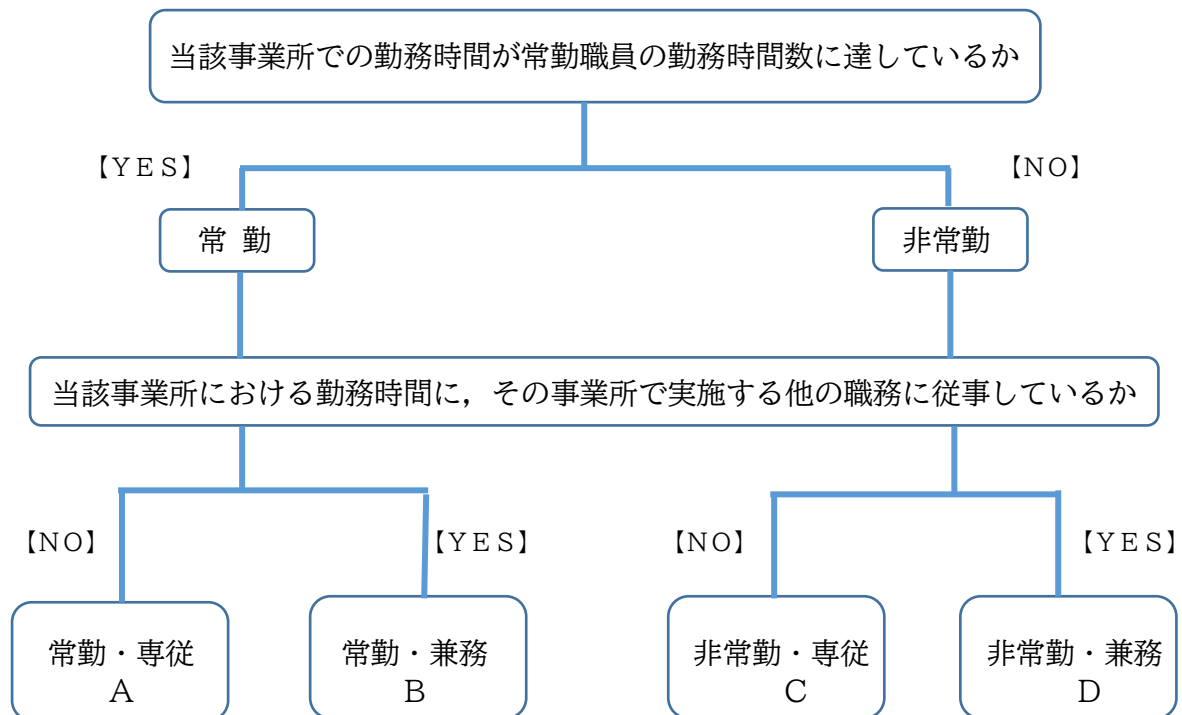 当該事業所での勤務時間が常勤職員の勤務時間数に達しているか
【ＹＥＳ】
【ＮＯ】
常 勤
非常勤
当該事業所における勤務時間に，その事業所で実施する他の職務に従事しているか
【ＮＯ】
【ＹＥＳ】
【ＮＯ】
【ＹＥＳ】
常勤・専従
Ａ
常勤・兼務
Ｂ
非常勤・専従
Ｃ
非常勤・兼務
Ｄ